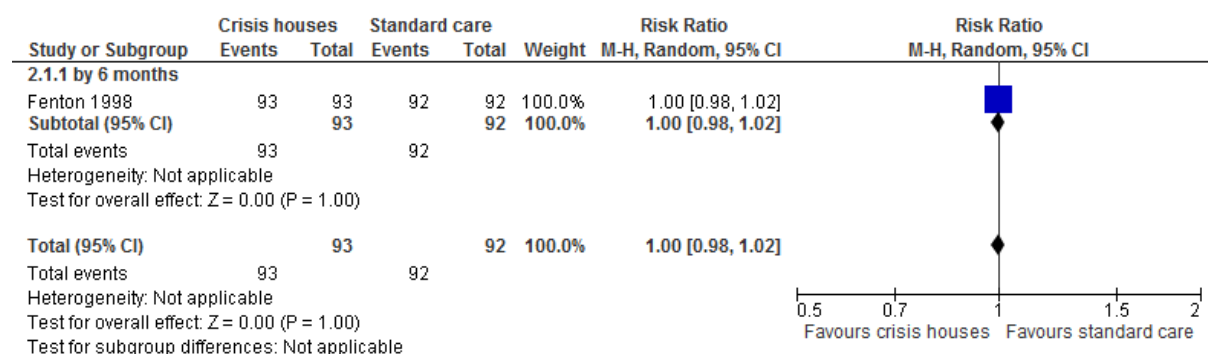 Crisis houses Standard care Risk Ratio Risk Ratio
Study or Subgroup Events Total Events Total Weight M-H, Random, 95% CI M-H, Random, 95% CI
2.1.1 by 6 months
Fenton 1998 93 93 92 92 100.0% 1.00 [0.98, 1.02]
Subtotal (95% CI) 93 92 100.0% 1.00 [0.98, 1.02]
Total events 93 92
Heterogeneity: Not applicable
Test for overall effect: Z = 0.00 (P = 1.00)
Total (95% CI) 93 92 100.0% 1.00 [0.98, 1.02]
Total events 93 92
Heterogeneity: Not applicable
Test for overall effect: Z = 0.00 (P = 1.00)
Test for subgroup differences: Not applicable
0.5 0.7 1 1.5 2
Favours crisis houses Favours standard care